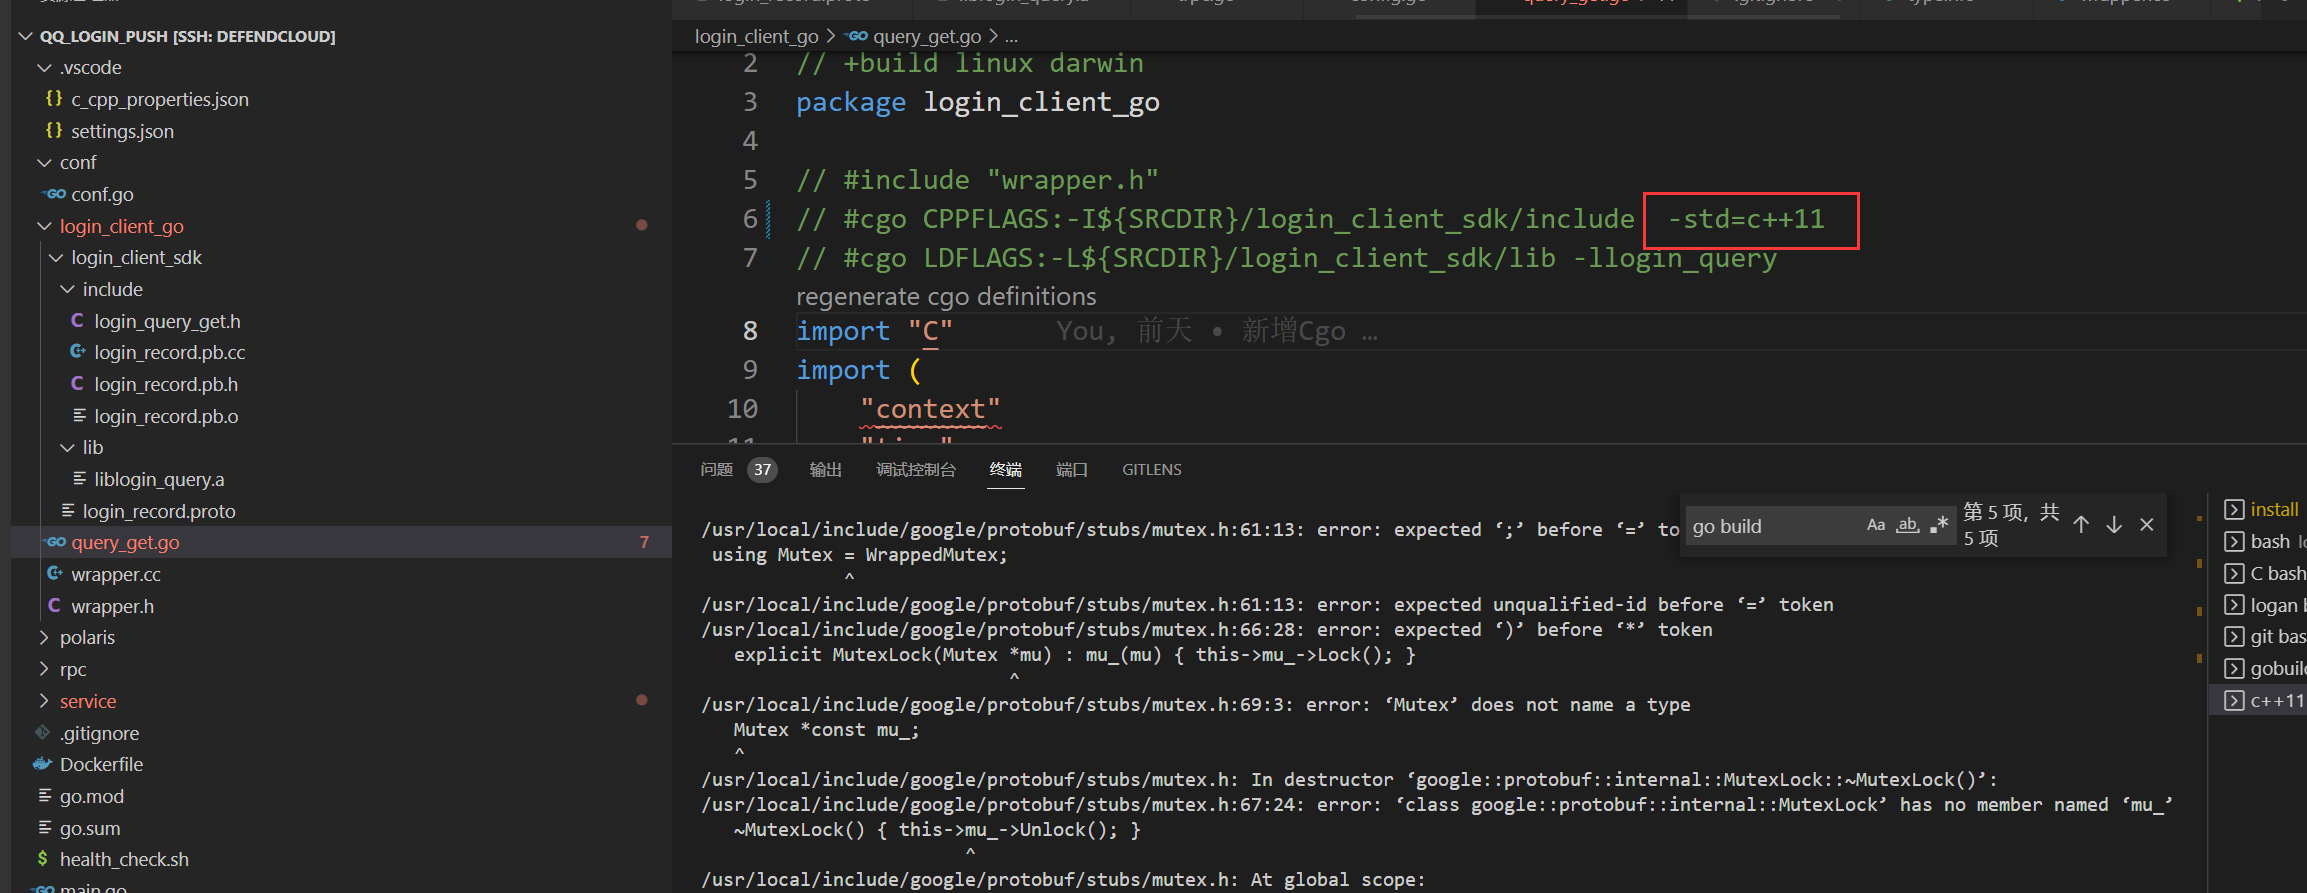 QQ_LOGIN_PUSH [SSH: DEFENDCLOUD]
.vscode
{} c_cpp_properties.json
{} settings.json
conf
GO conf.go
login_client_go
login_client_sdk
include
C login_query_get.h
C+ login_record.pb.cc
C login_record.pb.h
login_record.pb.o
lib
liblogin_query.a
login_record.proto
GO query_get.go 7
C+ wrapper.cc
C wrapper.h
polaris
rpc
service
.gitignore
Dockerfile
go.mod
go.sum
$ health_check.sh
GO main.go
login_client_go > GO query_get.go > ...
2 // +build linux darwin
3 package login_client_go
4
5 // #include "wrapper.h"
6 // #cgo CPPFLAGS:-I${SRCDIR}/login_client_sdk/include -std=c++11
7 // #cgo LDFLAGS:-L${SRCDIR}/login_client_sdk/lib -llogin_query
regenerate cgo definitions
8 import "C" You, 前天 • 新增Cgo …
9 import (
10 "context"
问题 37 输出 调试控制台 终端 端口 GITLENS
go build Aa ab .* 第 5 项，共 5 项
/usr/local/include/google/protobuf/stubs/mutex.h:61:13: error: expected ‘;’ before ‘=’ to
using Mutex = WrappedMutex;
^
/usr/local/include/google/protobuf/stubs/mutex.h:61:13: error: expected unqualified-id before ‘=’ token
/usr/local/include/google/protobuf/stubs/mutex.h:66:28: error: expected ‘)’ before ‘*’ token
explicit MutexLock(Mutex *mu) : mu_(mu) { this->mu_->Lock(); }
^
/usr/local/include/google/protobuf/stubs/mutex.h:69:3: error: ‘Mutex’ does not name a type
Mutex *const mu_;
^
/usr/local/include/google/protobuf/stubs/mutex.h: In destructor ‘google::protobuf::internal::MutexLock::~MutexLock()’:
/usr/local/include/google/protobuf/stubs/mutex.h:67:24: error: ‘class google::protobuf::internal::MutexLock’ has no member named ‘mu_’
~MutexLock() { this->mu_->Unlock(); }
^
/usr/local/include/google/protobuf/stubs/mutex.h: At global scope:
install
bash
C bash
logan
git bas
gobuil
c++11